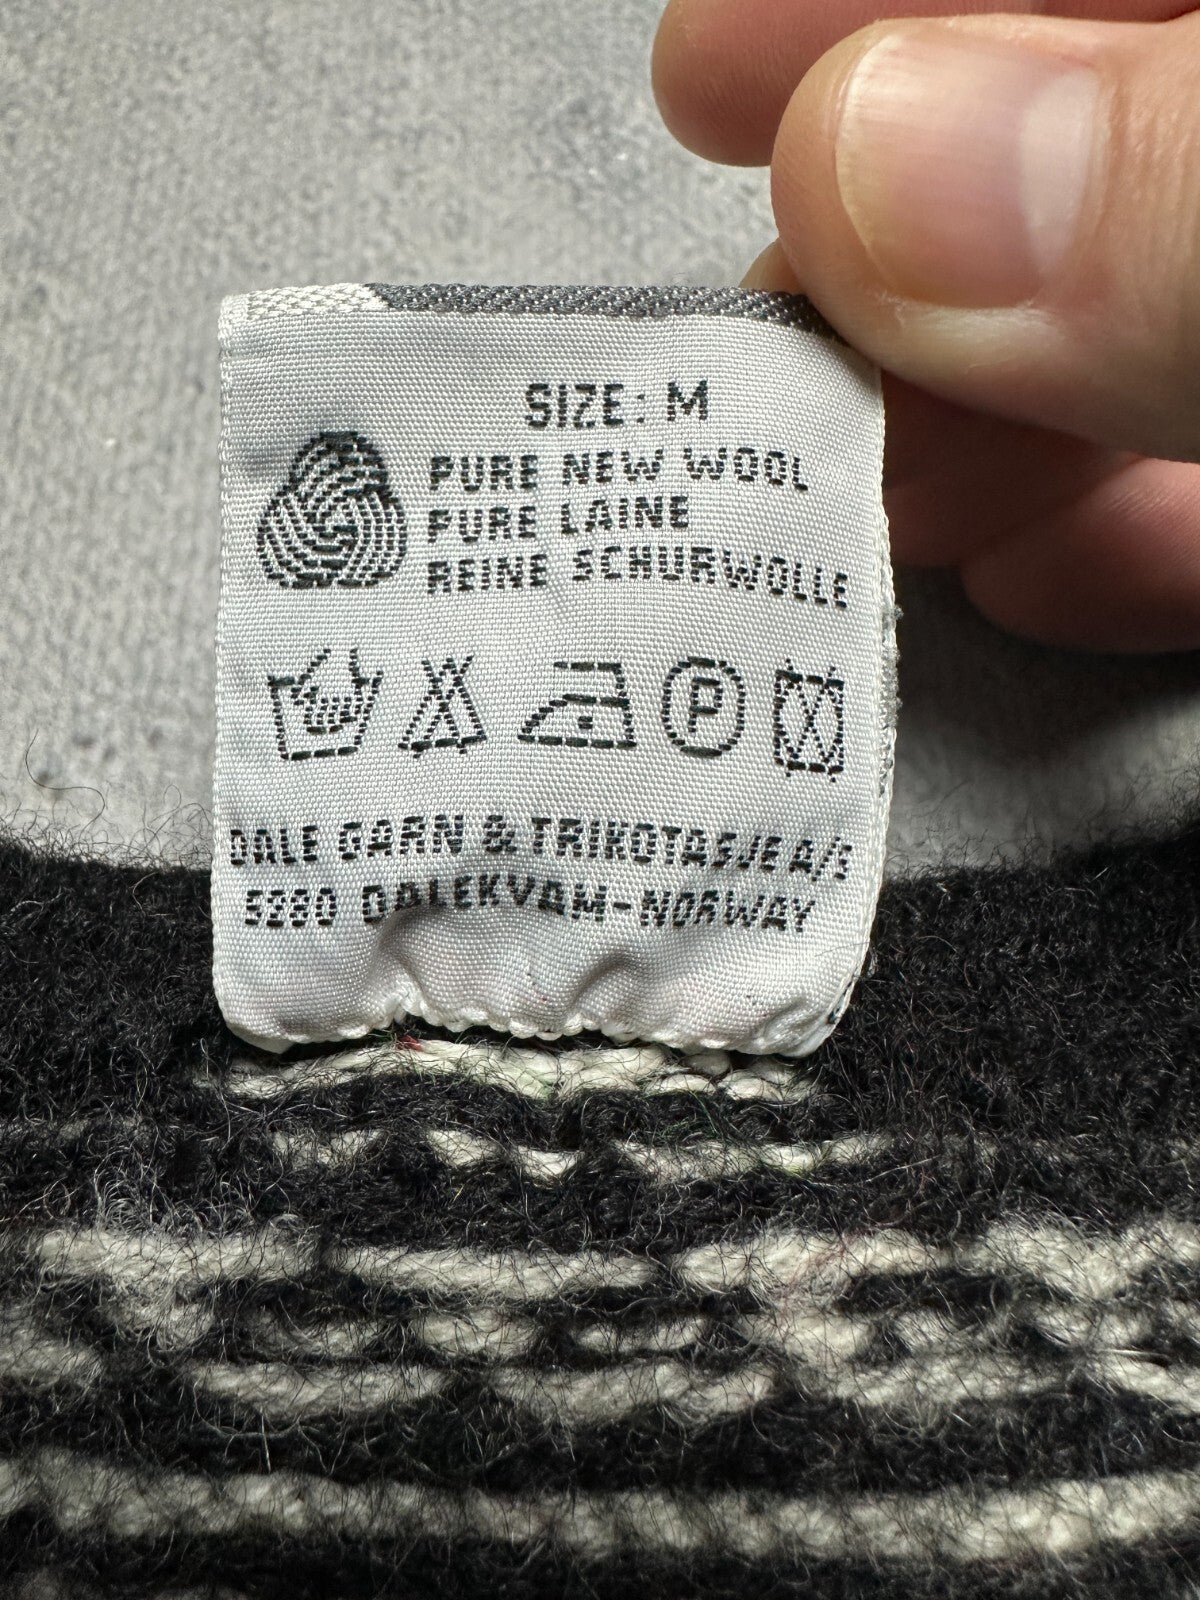 SIZE: M
PURE NEW WOOL
PURE LAINE
REINE SCHURWOLLE
P
DALE GARN & TRIKOTASJE A/S
5280 DALEKVAM-NORWAY